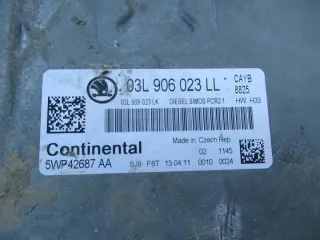 03L 906 023 LL - CAYB
- 8825
03L 906 023 LK DIESEL SIMOS PCR2.1 HW: H33
Made in Czech Rep.
Continental 02 1145
5WP42687 AA SJ8- FST 13.04.11 0010 0024